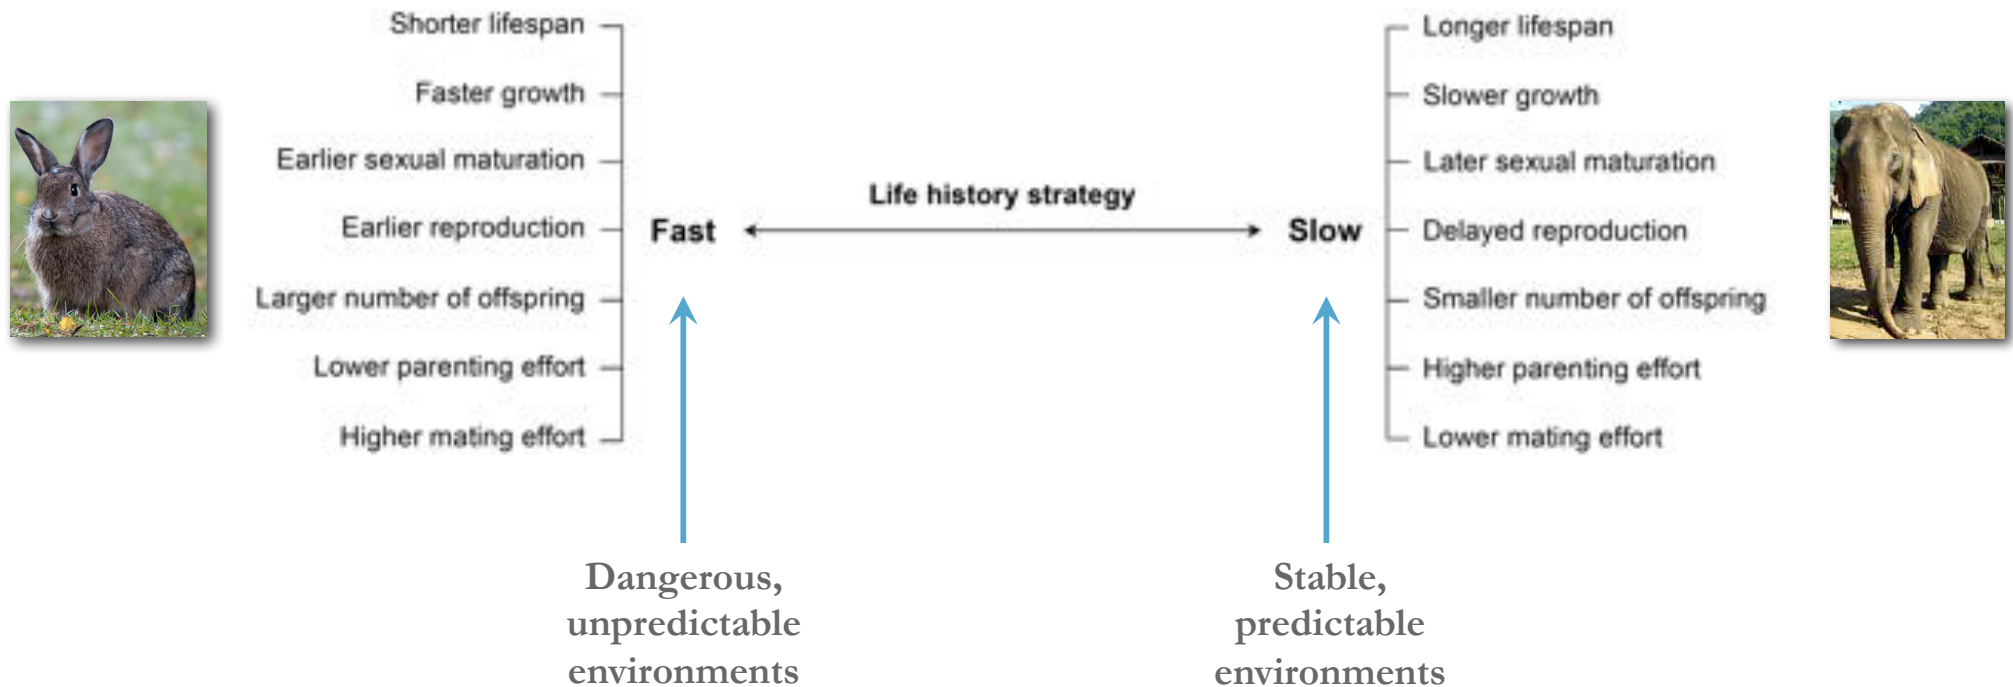 Shorter lifespan
Faster growth
Earlier sexual maturation
Earlier reproduction
Larger number of offspring
Lower parenting effort
Higher mating effort
Fast
Life history strategy
Slow
Longer lifespan
Slower growth
Later sexual maturation
Delayed reproduction
Smaller number of offspring
Higher parenting effort
Lower mating effort
Dangerous,
unpredictable
environments
Stable,
predictable
environments